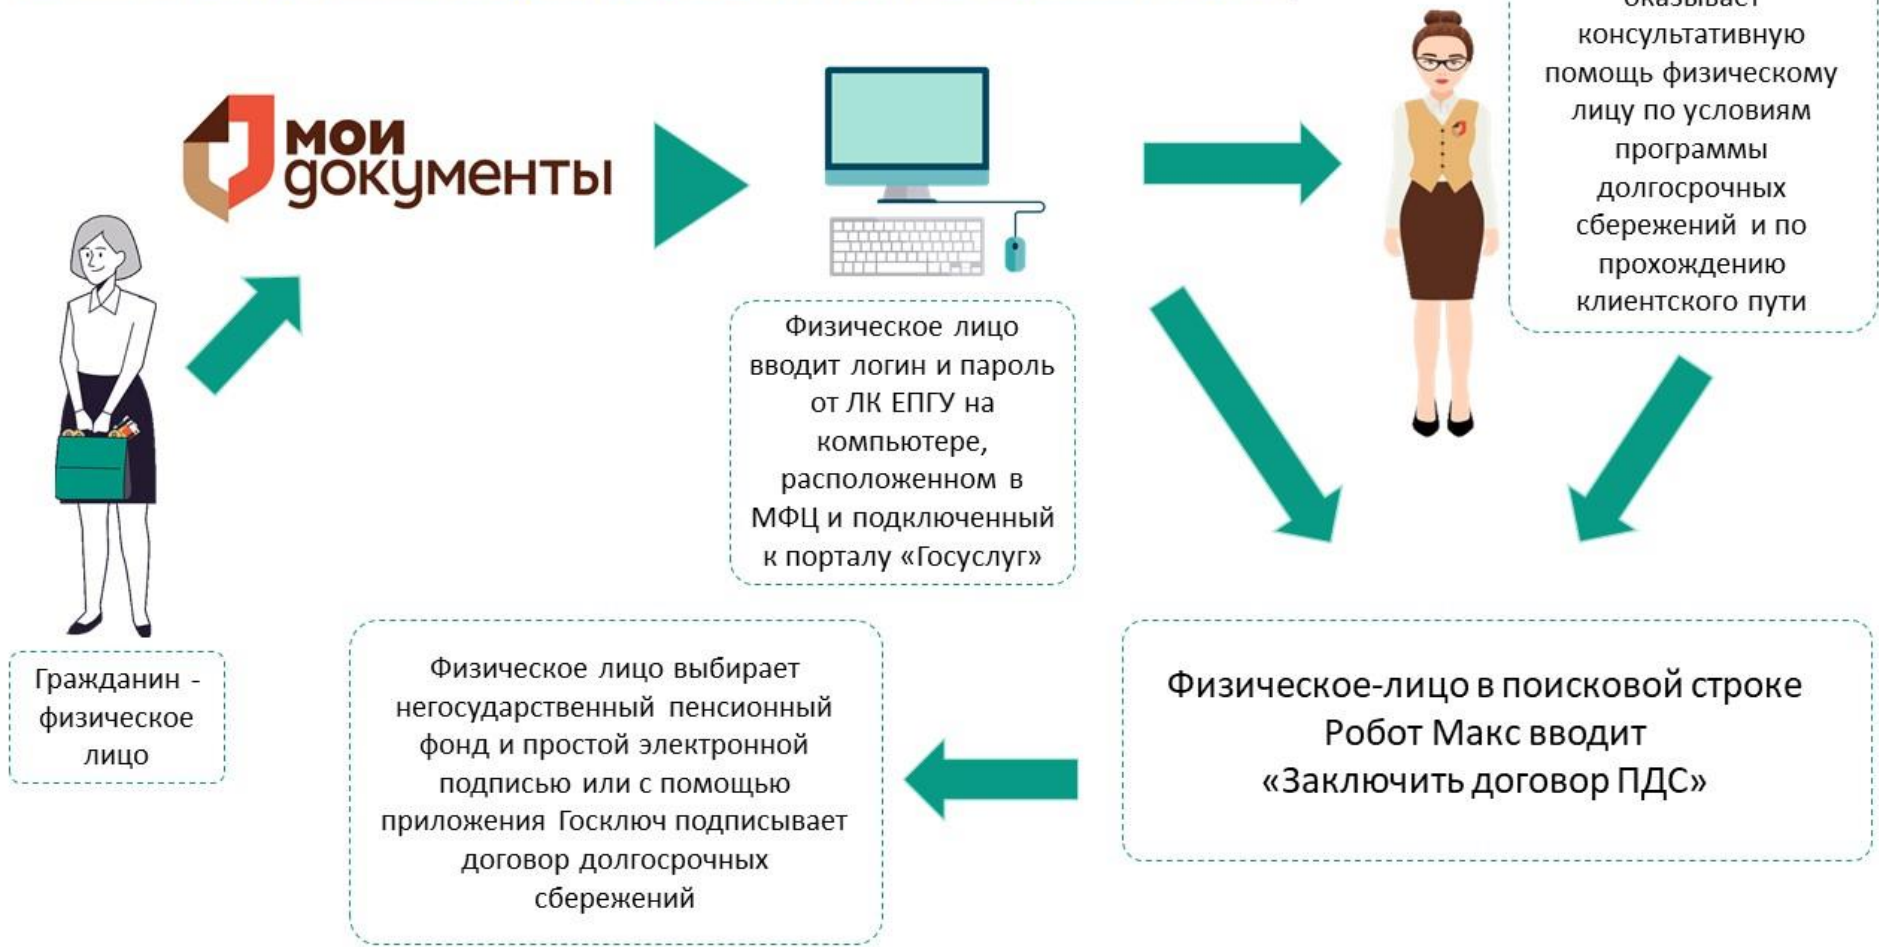 оказывает
консультативную
помощь физическому
лицу по условиям
программы
долгосрочных
сбережений и по
прохождению
клиентского пути
мои
документы
Физическое лицо
вводит логин и пароль
от ЛК ЕПГУ на
компьютере,
расположенном в
МФЦ и подключенный
к порталу «Госуслуг»
Гражданин -
физическое
лицо
Физическое лицо выбирает
негосударственный пенсионный
фонд и простой электронной
подписью или с помощью
приложения Госключ подписывает
договор долгосрочных
сбережений
Физическое-лицо в поисковой строке
Робот Макс вводит
«Заключить договор ПДС»